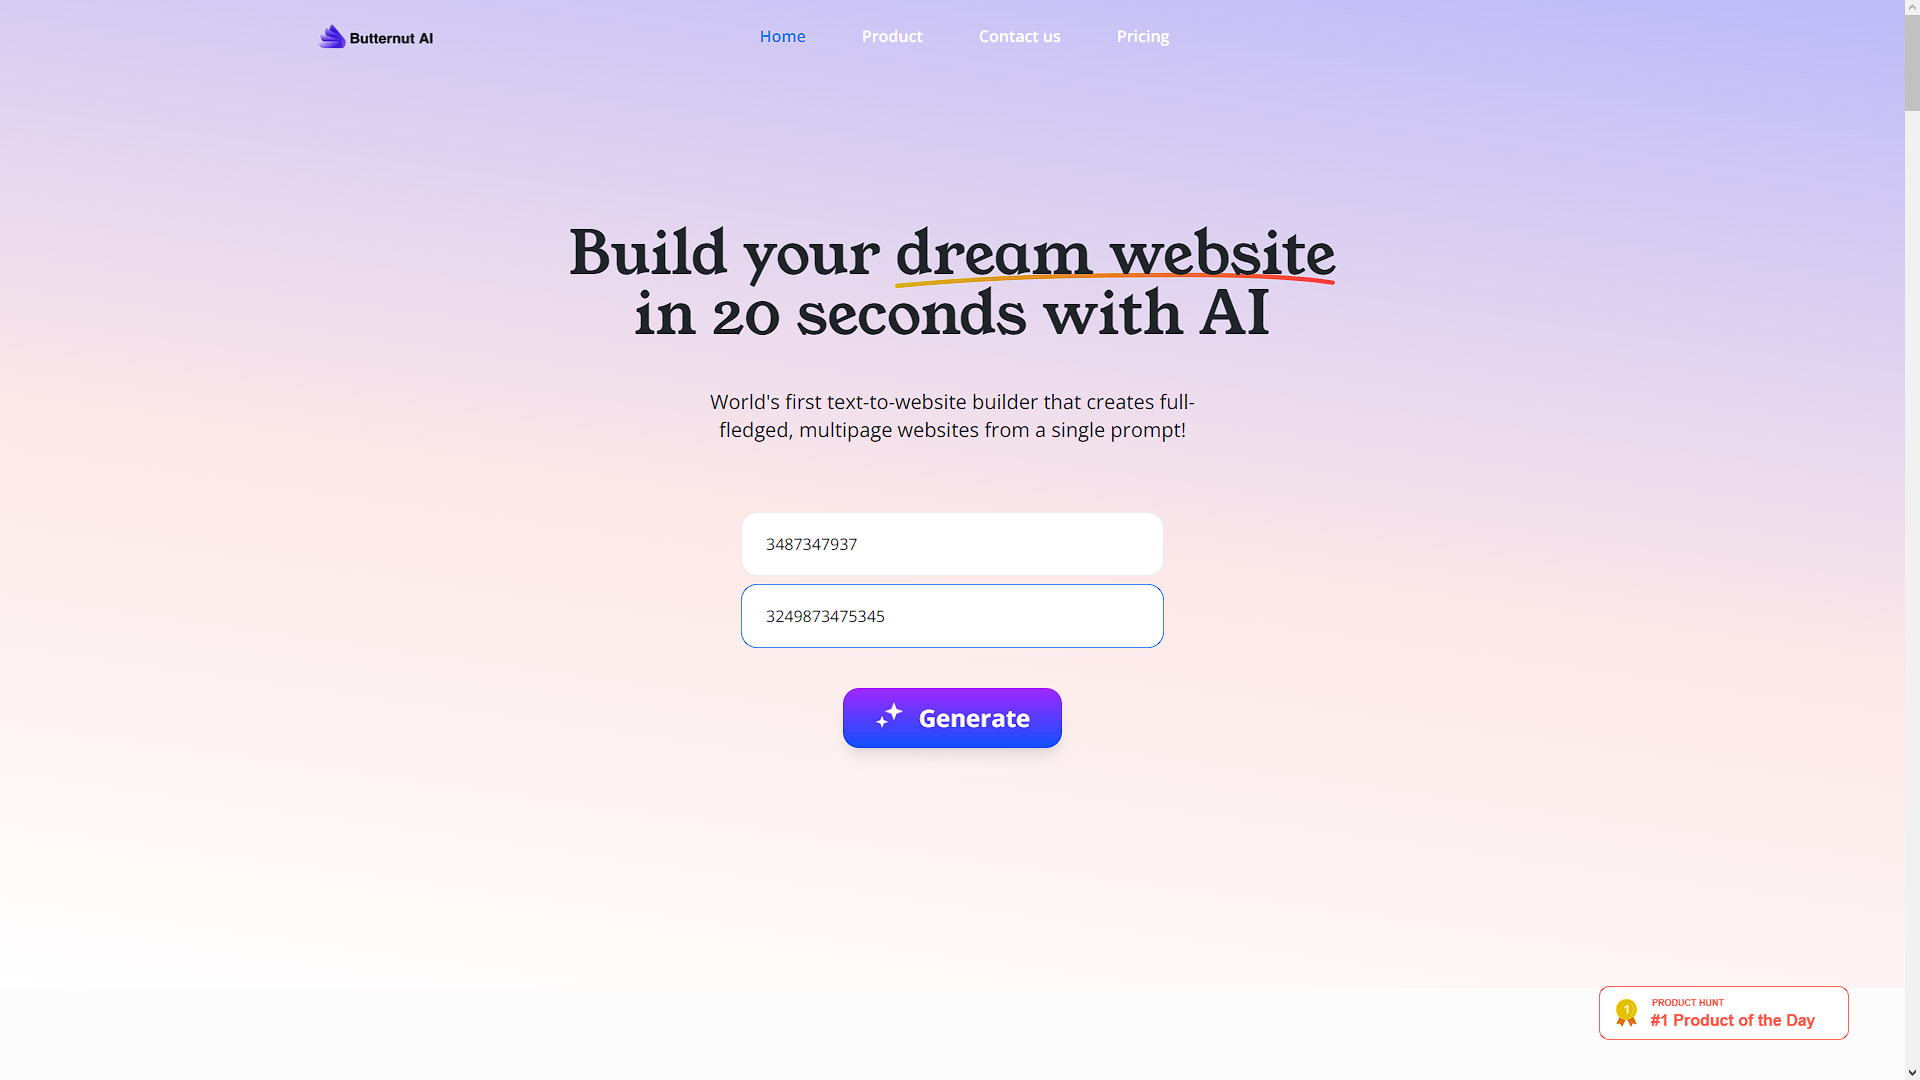 Butternut AI
Home
Product
Contact us
Pricing
Build your dream website
in 20 seconds with AI
World's first text-to-website builder that creates full-
fledged, multipage websites from a single prompt!
3487347937
3249873475345
Generate
1
PRODUCT HUNT
#1 Product of the Day